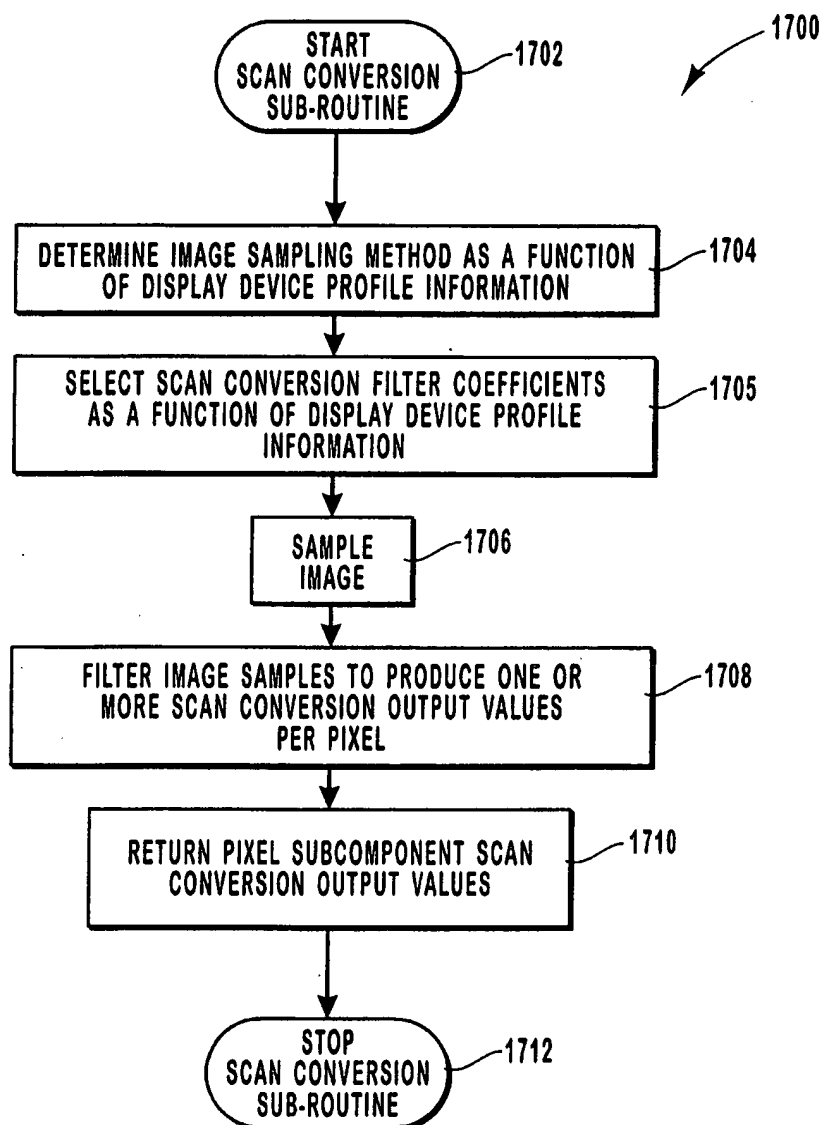 1700
START
SCAN CONVERSION
SUB-ROUTINE
1702
DETERMINE IMAGE SAMPLING METHOD AS A FUNCTION
OF DISPLAY DEVICE PROFILE INFORMATION
1704
SELECT SCAN CONVERSION FILTER COEFFICIENTS
AS A FUNCTION OF DISPLAY DEVICE PROFILE
INFORMATION
1705
SAMPLE
IMAGE
1706
FILTER IMAGE SAMPLES TO PRODUCE ONE OR
MORE SCAN CONVERSION OUTPUT VALUES
PER PIXEL
1708
RETURN PIXEL SUBCOMPONENT SCAN
CONVERSION OUTPUT VALUES
1710
STOP
SCAN CONVERSION
SUB-ROUTINE
1712